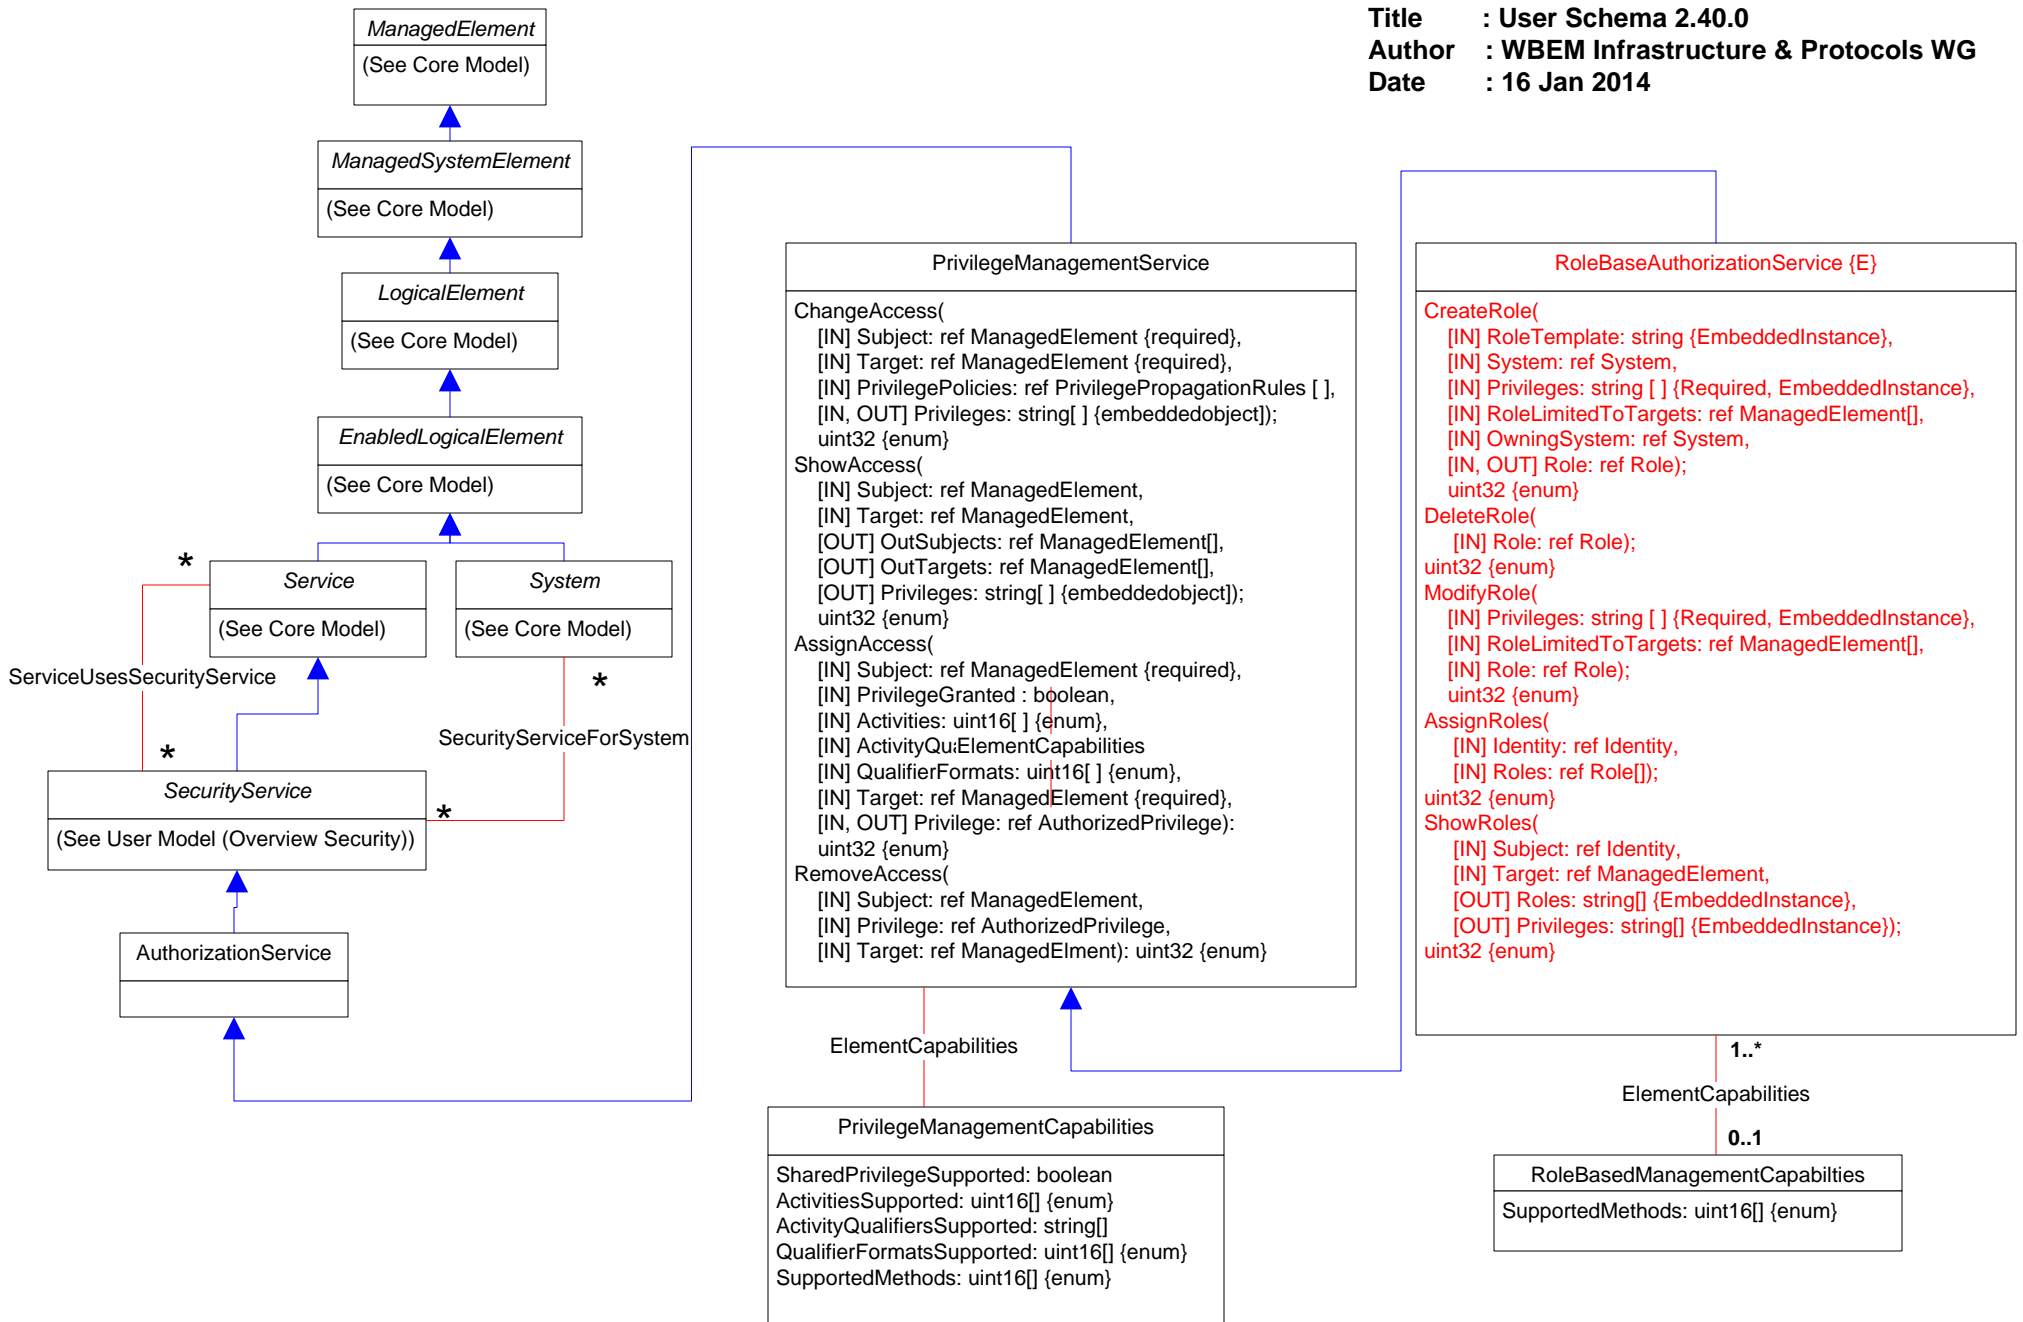 Title : User Schema 2.40.0
Author : WBEM Infrastructure & Protocols WG
Date : 16 Jan 2014
ManagedElement
(See Core Model)
ManagedSystemElement
(See Core Model)
LogicalElement
(See Core Model)
EnabledLogicalElement
(See Core Model)
*
Service
(See Core Model)
System
(See Core Model)
ServiceUsesSecurityService
*
SecurityServiceForSystem
*
SecurityService
*
(See User Model (Overview Security))
AuthorizationService
PrivilegeManagementService
ChangeAccess(
[IN] Subject: ref ManagedElement {required},
[IN] Target: ref ManagedElement {required},
[IN] PrivilegePolicies: ref PrivilegePropagationRules [ ],
[IN, OUT] Privileges: string[ ] {embeddedobject]);
uint32 {enum}
ShowAccess(
[IN] Subject: ref ManagedElement,
[IN] Target: ref ManagedElement,
[OUT] OutSubjects: ref ManagedElement[],
[OUT] OutTargets: ref ManagedElement[],
[OUT] Privileges: string[ ] {embeddedobject]);
uint32 {enum}
AssignAccess(
[IN] Subject: ref ManagedElement {required},
[IN] PrivilegeGranted : boolean,
[IN] Activities: uint16[ ] {enum},
[IN] ActivityQu ElementCapabilities
[IN] QualifierFormats: uint16[ ] {enum},
[IN] Target: ref ManagedElement {required},
[IN, OUT] Privilege: ref AuthorizedPrivilege):
uint32 {enum}
RemoveAccess(
[IN] Subject: ref ManagedElement,
[IN] Privilege: ref AuthorizedPrivilege,
[IN] Target: ref ManagedElment): uint32 {enum}
ElementCapabilities
PrivilegeManagementCapabilities
SharedPrivilegeSupported: boolean
ActivitiesSupported: uint16[] {enum}
ActivityQualifiersSupported: string[]
QualifierFormatsSupported: uint16[] {enum}
SupportedMethods: uint16[] {enum}
RoleBaseAuthorizationService {E}
CreateRole(
[IN] RoleTemplate: string {EmbeddedInstance},
[IN] System: ref System,
[IN] Privileges: string [ ] {Required, EmbeddedInstance},
[IN] RoleLimitedToTargets: ref ManagedElement[],
[IN] OwningSystem: ref System,
[IN, OUT] Role: ref Role);
uint32 {enum}
DeleteRole(
[IN] Role: ref Role);
uint32 {enum}
ModifyRole(
[IN] Privileges: string [ ] {Required, EmbeddedInstance},
[IN] RoleLimitedToTargets: ref ManagedElement[],
[IN] Role: ref Role);
uint32 {enum}
AssignRoles(
[IN] Identity: ref Identity,
[IN] Roles: ref Role[]);
uint32 {enum}
ShowRoles(
[IN] Subject: ref Identity,
[IN] Target: ref ManagedElement,
[OUT] Roles: string[] {EmbeddedInstance},
[OUT] Privileges: string[] {EmbeddedInstance});
uint32 {enum}
1..*
ElementCapabilities
0..1
RoleBasedManagementCapabilties
SupportedMethods: uint16[] {enum}